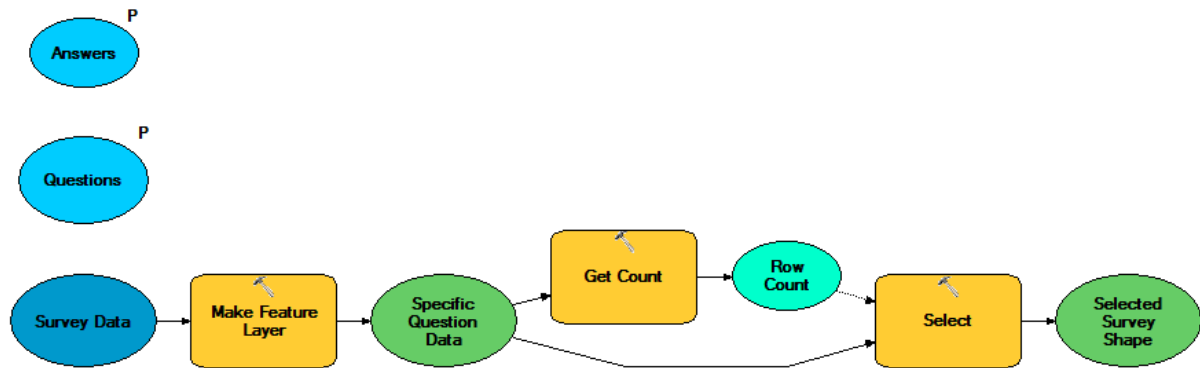 P
Answers
P
Questions
Survey Data
Make Feature
Layer
Specific
Question
Data
Get Count
Row
Count
Select
Selected
Survey
Shape